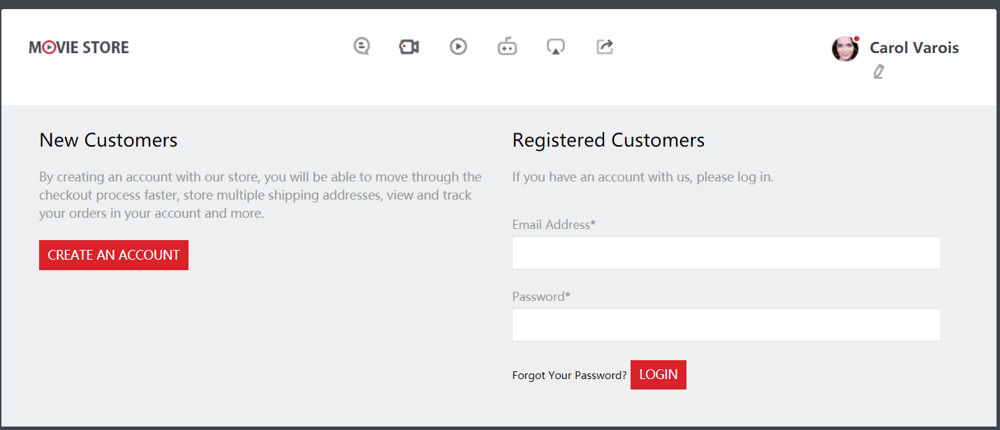 MOVIE STORE
Carol Varois
New Customers
By creating an account with our store, you will be able to move through the
checkout process faster, store multiple shipping addresses, view and track
your orders in your account and more.
CREATE AN ACCOUNT
Registered Customers
If you have an account with us, please log in.
Email Address*
Password*
Forgot Your Password? LOGIN